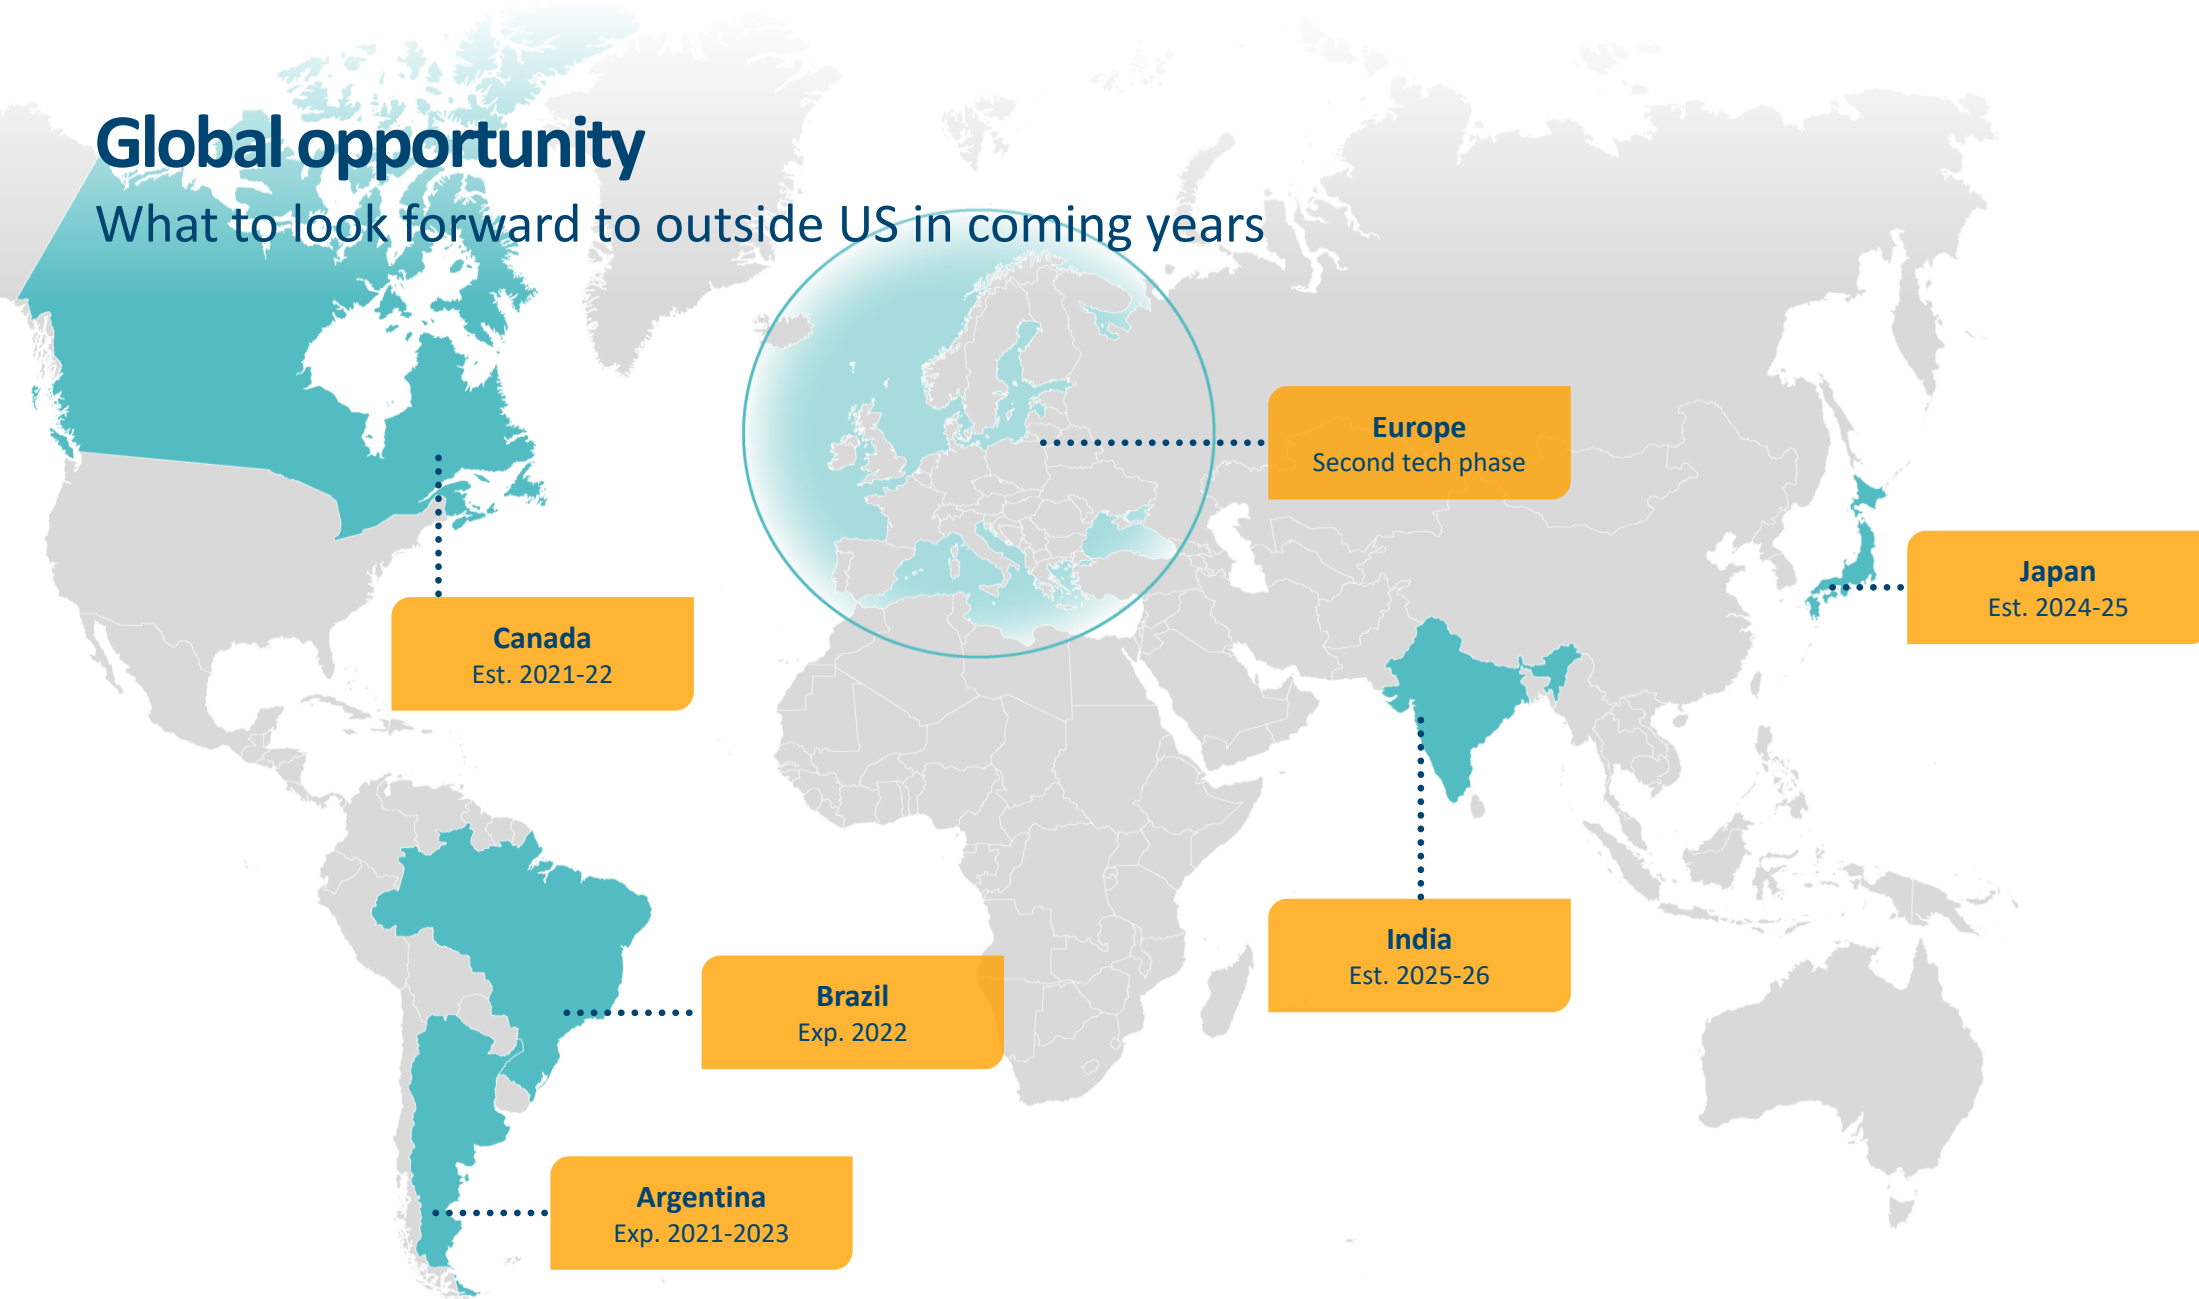 Global opportunity
What to look forward to outside US in coming years
Europe
Second tech phase
Japan
Est. 2024-25
Canada
Est. 2021-22
India
Est. 2025-26
Brazil
Exp. 2022
Argentina
Exp. 2021-2023